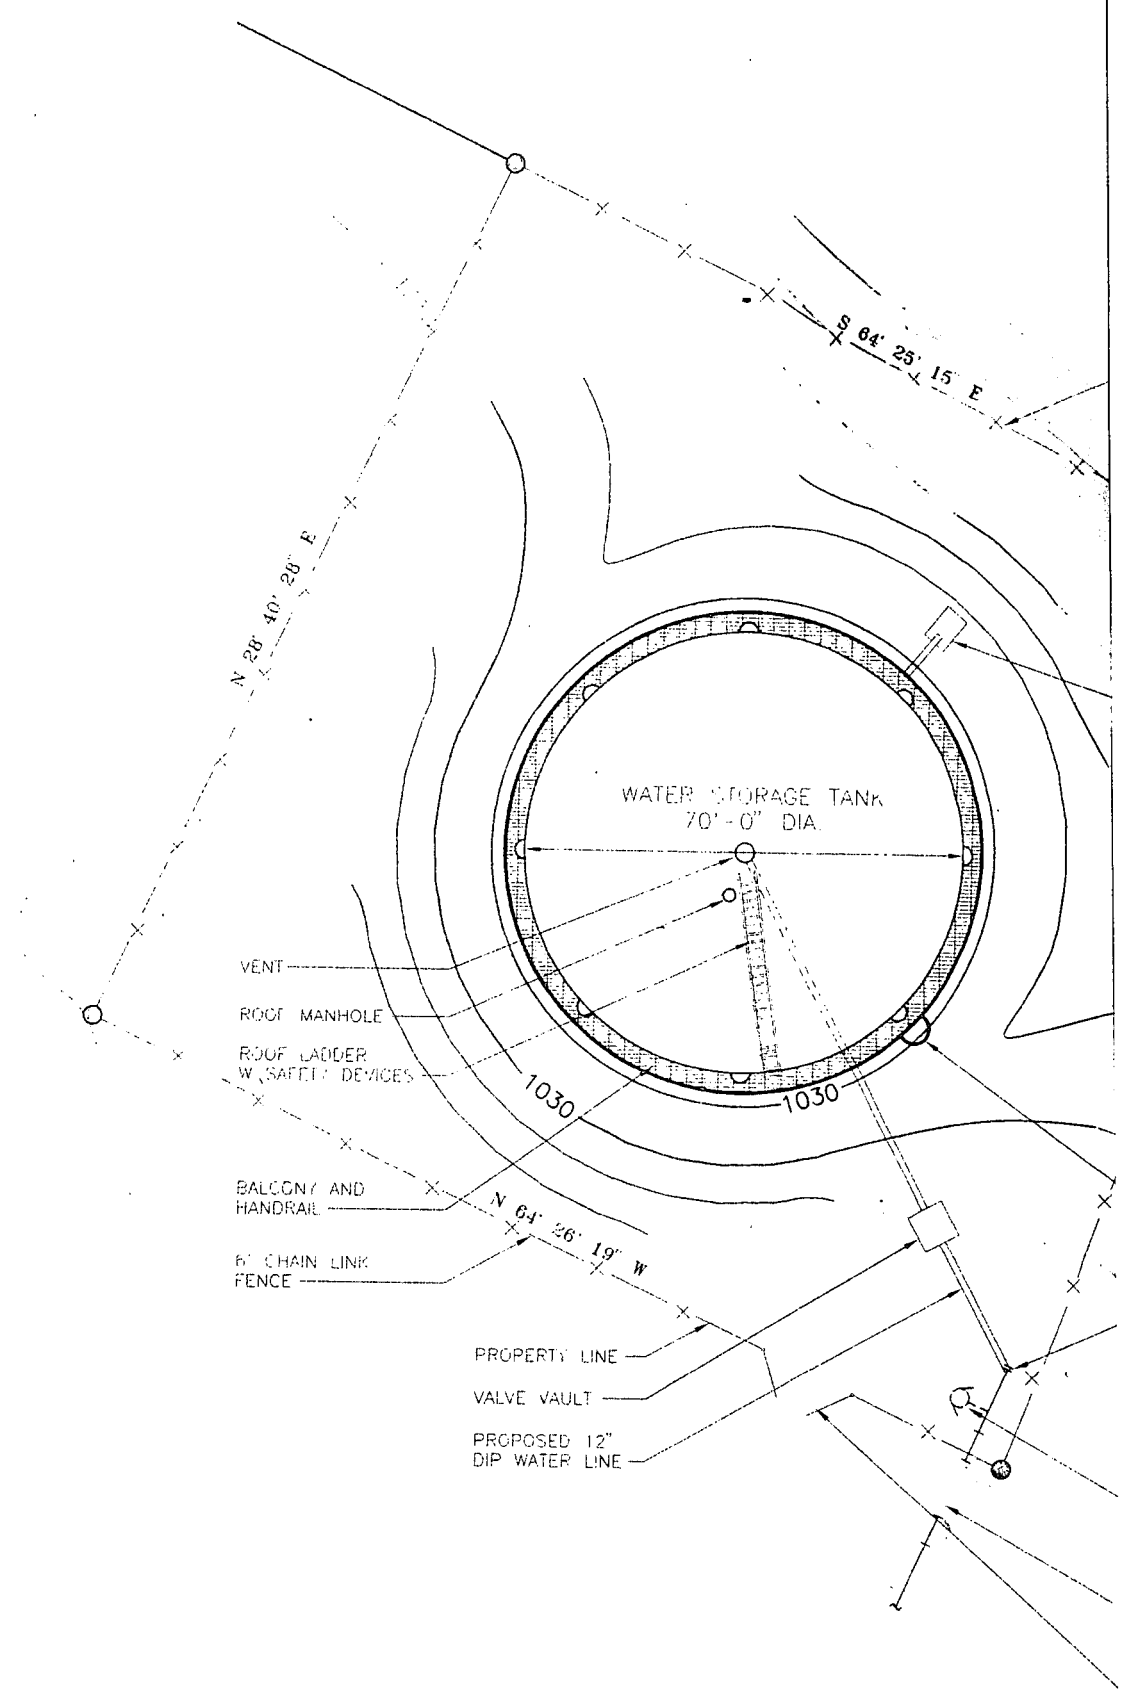 S 64' 25' 15" E
N 28' 40' 28" E
WATER STORAGE TANK
70'-0" DIA.
VENT
ROOF MANHOLE
ROOF LADDER
W/SAFETY DEVICES
1030
1030
BALCONY AND
HANDRAIL
N 64' 26' 19" W
6' CHAIN LINK
FENCE
PROPERTY LINE
VALVE VAULT
PROPOSED 12"
DIP WATER LINE